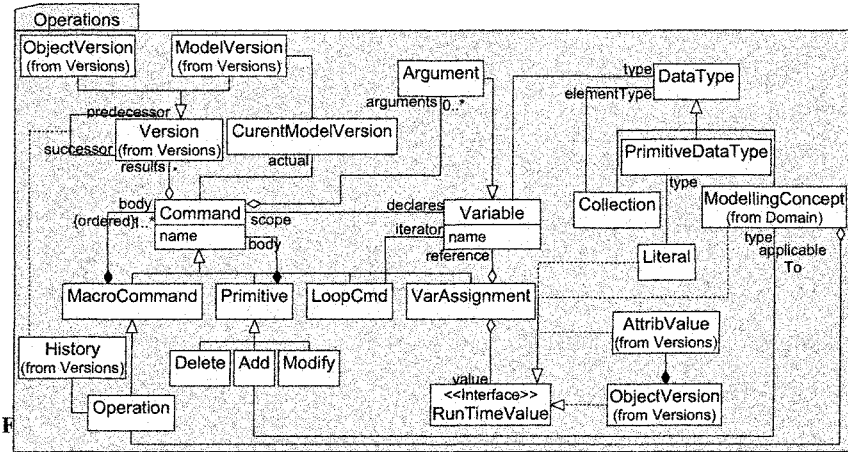 Operations
ObjectVersion
(from Versions)
ModelVersion
(from Versions)
Argument
arguments
0..*
type
DataType
elementType
predecessor
Version
(from Versions)
successor
results *
CurentModelVersion
actual
PrimitiveDataType
type
body
{ordered}1..*
Command
name
scope
body
declares
iterator
Variable
name
reference
Collection
ModellingConcept
(from Domain)
type
applicable
To
Literal
MacroCommand
Primitive
LoopCmd
VarAssignment
AttribValue
(from Versions)
History
(from Versions)
Delete
Add
Modify
value
<<Interface>>
RunTimeValue
ObjectVersion
(from Versions)
Operation
F